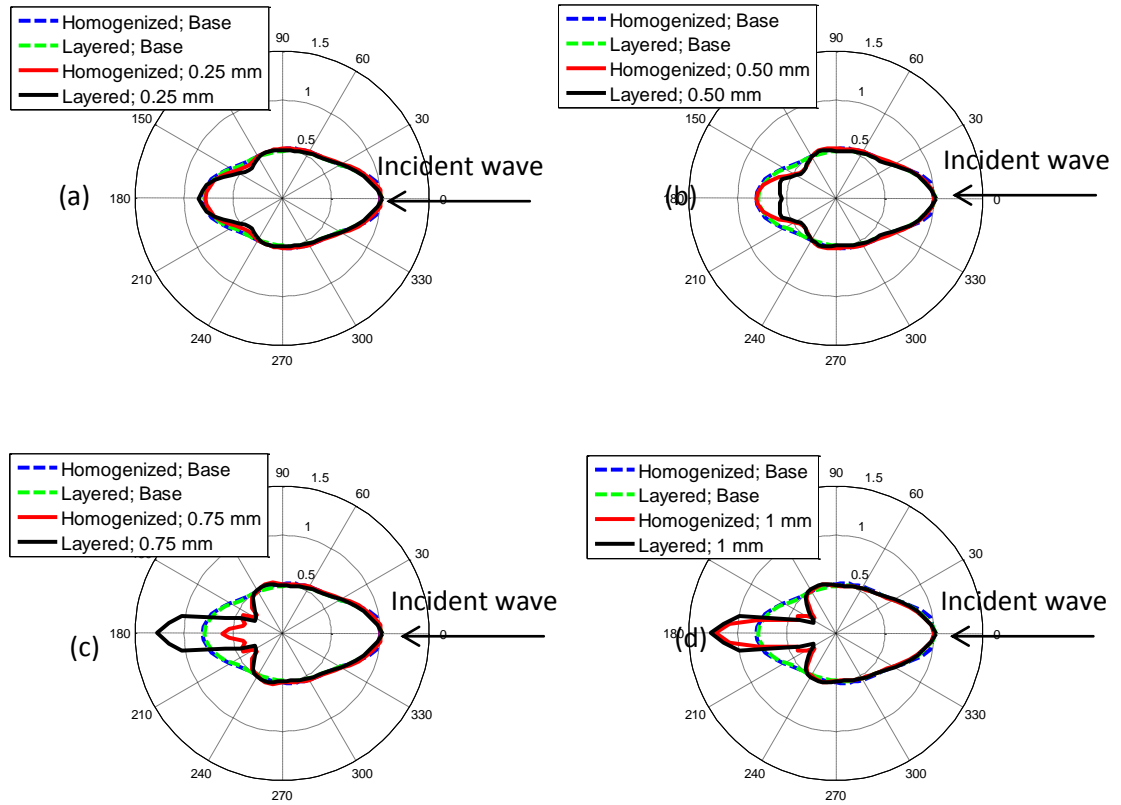 Homogenized; Base
Layered; Base
Homogenized; 0.25 mm
Layered; 0.25 mm
90
1.5
60
1
150
30
0.5
Incident wave
(a)
180
0
210
330
240
300
270
Homogenized; Base
Layered; Base
Homogenized; 0.50 mm
Layered; 0.50 mm
90
1.5
60
1
150
30
0.5
Incident wave
(b)
180
0
210
330
240
300
270
Homogenized; Base
Layered; Base
Homogenized; 0.75 mm
Layered; 0.75 mm
90
1.5
60
1
30
0.5
Incident wave
(c)
180
0
210
330
240
300
270
Homogenized; Base
Layered; Base
Homogenized; 1 mm
Layered; 1 mm
90
1.5
60
1
150
30
0.5
Incident wave
(d)
180
0
210
330
240
300
270